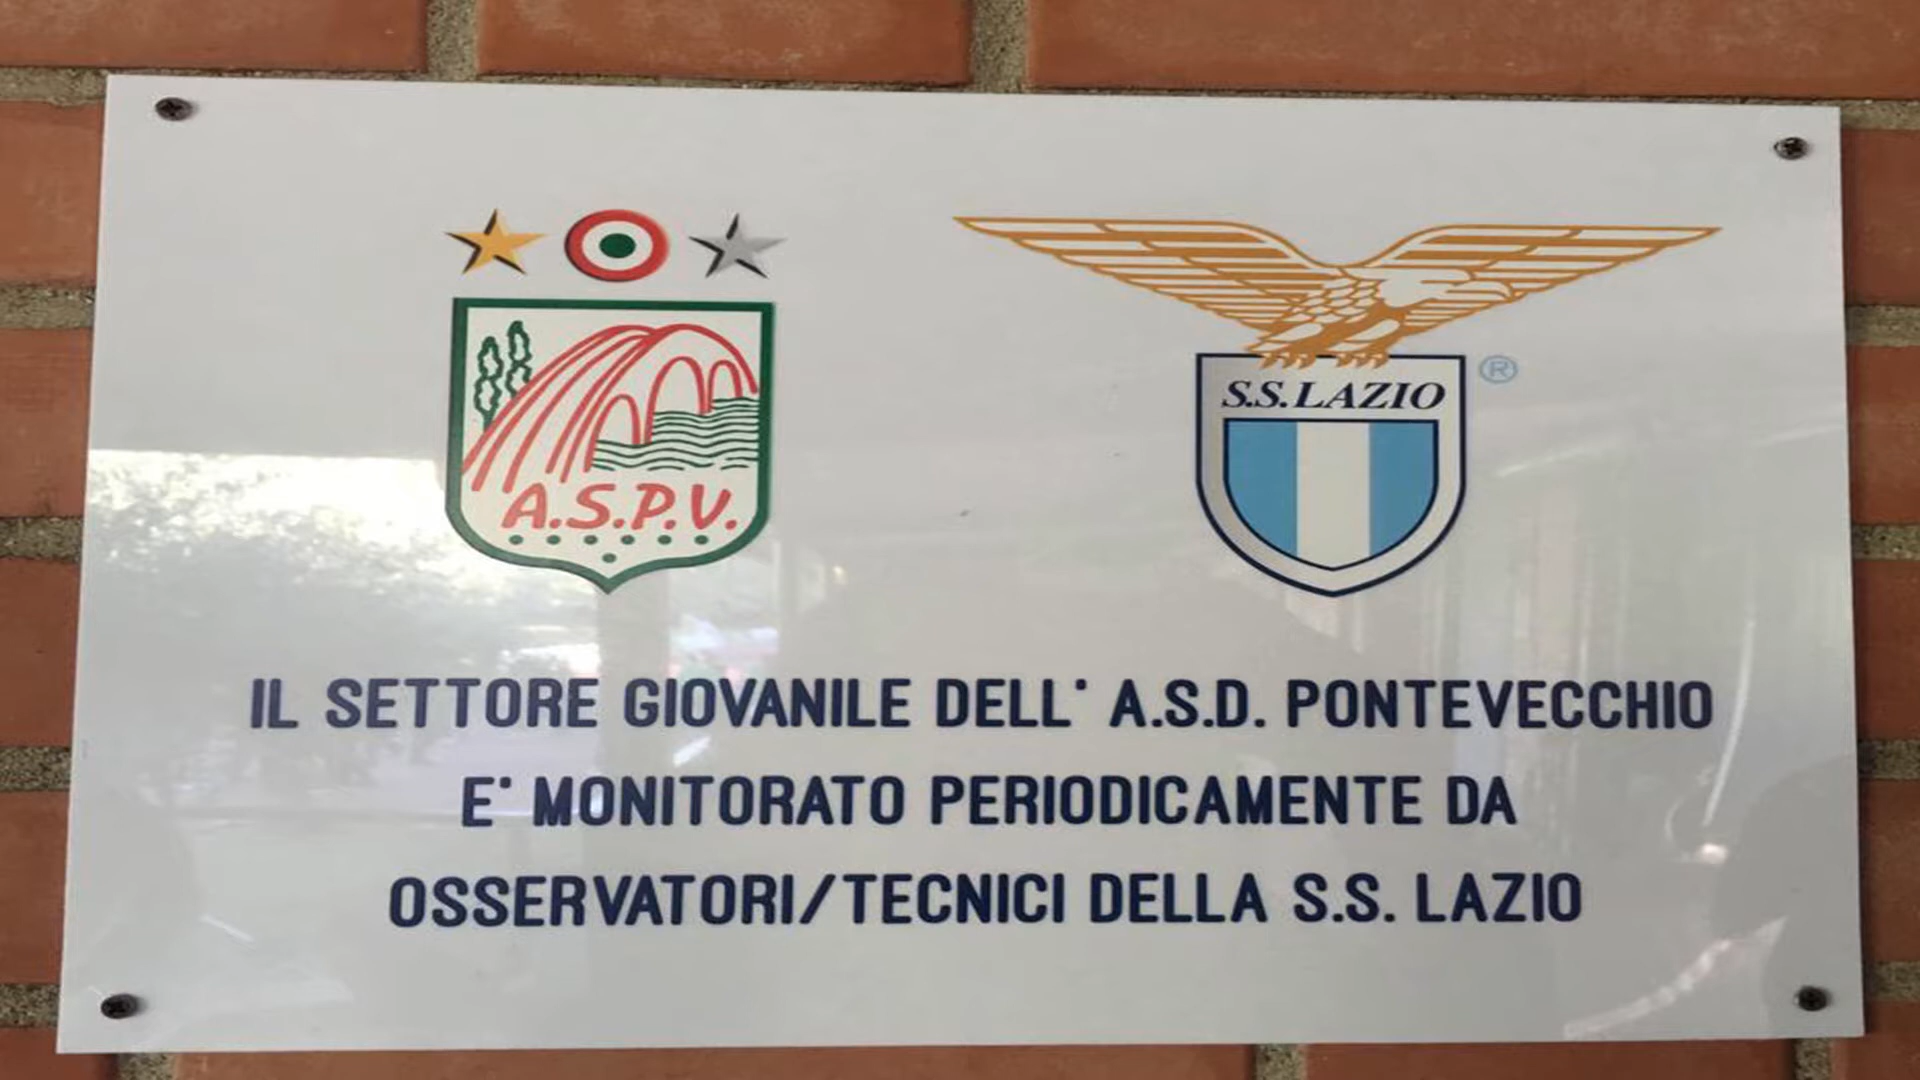 A.S.P.V.
S.S. LAZIO
®
IL SETTORE GIOVANILE DELL' A.S.D. PONTEVECCHIO
E' MONITORATO PERIODICAMENTE DA
OSSERVATORI/TECNICI DELLA S.S. LAZIO